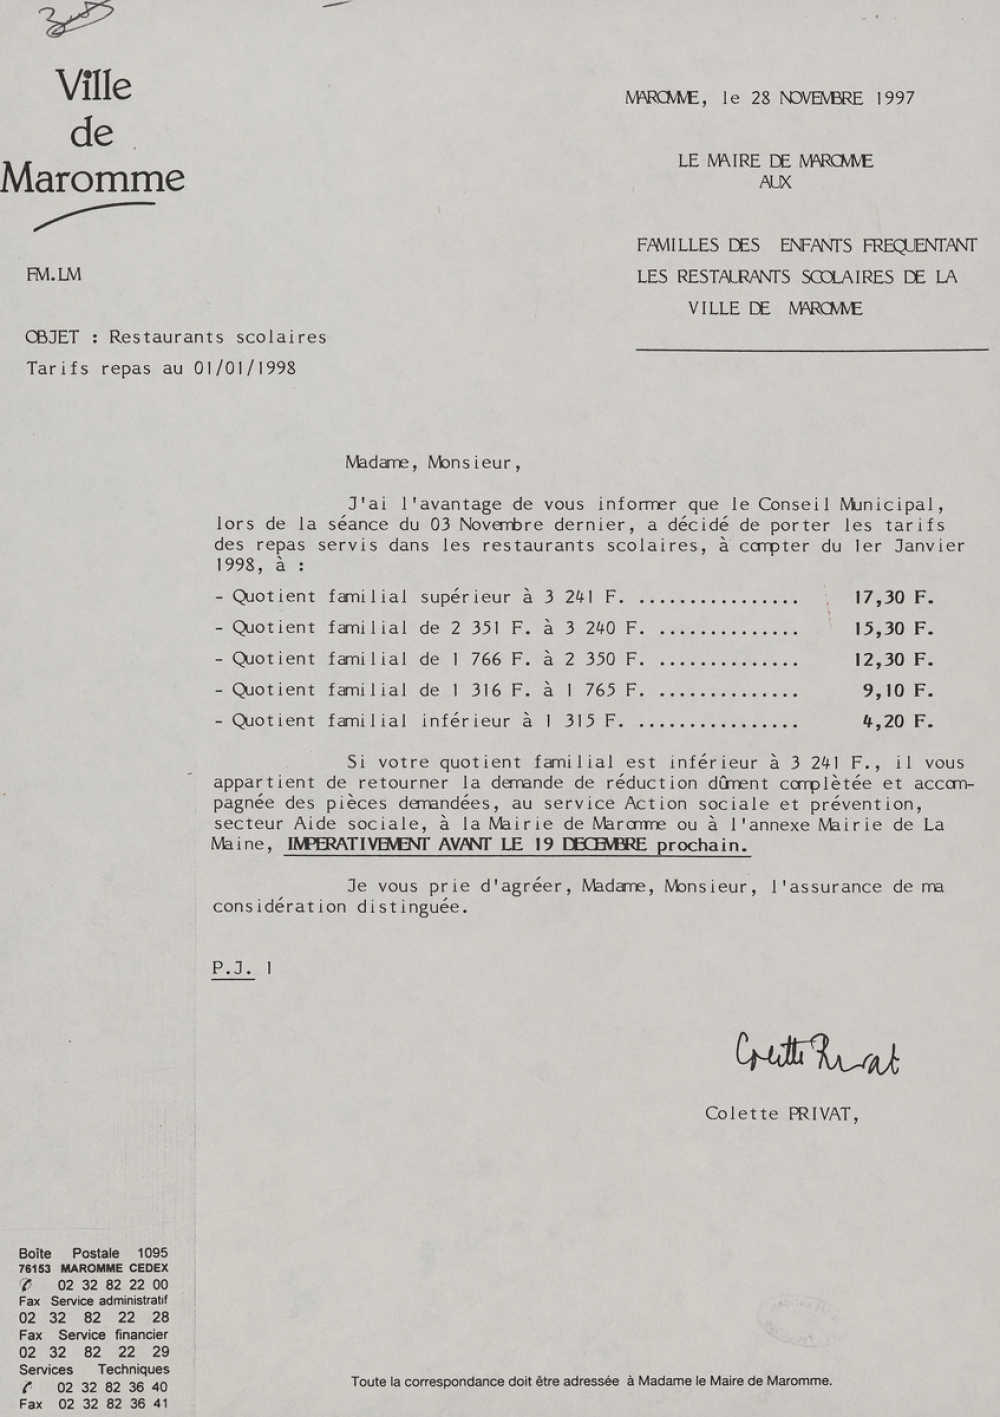 Ville
de
Maromme
MAROMME, le 28 NOVEMBRE 1997
LE MAIRE DE MAROMME
AUX
FAMILLES DES ENFANTS FREQUENTANT
LES RESTAURANTS SCOLAIRES DE LA
VILLE DE MAROMME
FM.LM
OBJET : Restaurants scolaires
Tarifs repas au 01/01/1998
Madame, Monsieur,
J'ai l'avantage de vous informer que le Conseil Municipal,
lors de la séance du 03 Novembre dernier, a décidé de porter les tarifs
des repas servis dans les restaurants scolaires, à compter du 1er Janvier
1998, à :
- Quotient familial supérieur à 3 241 F. ................ 17,30 F.
- Quotient familial de 2 351 F. à 3 240 F. .............. 15,30 F.
- Quotient familial de 1 766 F. à 2 350 F. .............. 12,30 F.
- Quotient familial de 1 316 F. à 1 765 F. .............. 9,10 F.
- Quotient familial inférieur à 1 315 F. ................ 4,20 F.
Si votre quotient familial est inférieur à 3 241 F., il vous
appartient de retourner la demande de réduction dûment complètée et accom-
pagnée des pièces demandées, au service Action sociale et prévention,
secteur Aide sociale, à la Mairie de Maromme ou à l'annexe Mairie de La
Maine, IMPERATIVEMENT AVANT LE 19 DECEMBRE prochain.
Je vous prie d'agréer, Madame, Monsieur, l'assurance de ma
considération distinguée.
P.J. 1
Colette Privat
Colette PRIVAT,
Boîte Postale 1095
76153 MAROMME CEDEX
✆ 02 32 82 22 00
Fax Service administratif
02 32 82 22 28
Fax Service financier
02 32 82 22 29
Services Techniques
✆ 02 32 82 36 40
Fax 02 32 82 36 41
Toute la correspondance doit être adressée à Madame le Maire de Maromme.